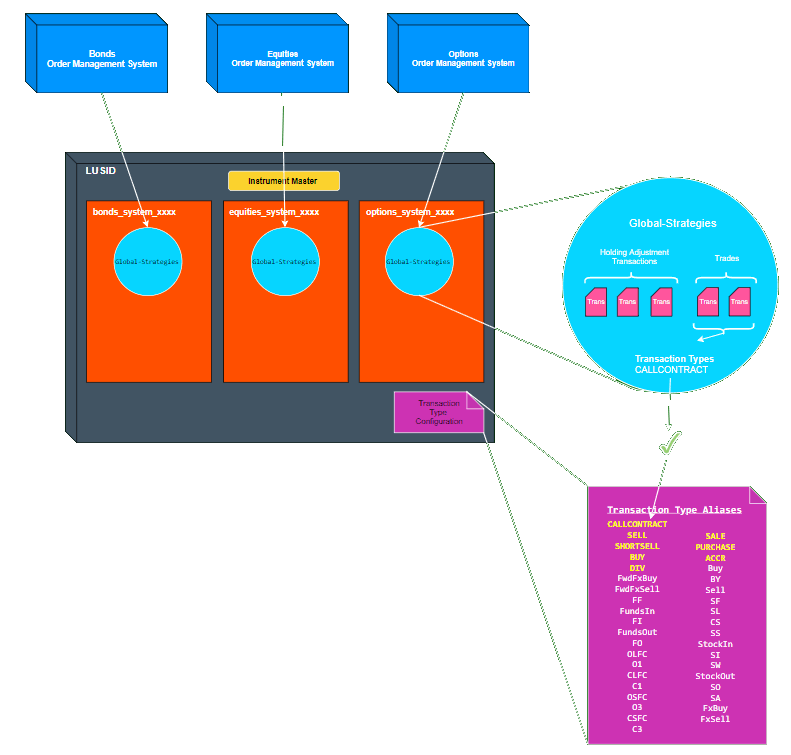 Bonds
Order Management System
Equities
Order Management System
Options
Order Management System
LUSID
Instrument Master
bonds_system_xxxx
equities_system_xxxx
options_system_xxxx
Global-Strategies
Global-Strategies
Global-Strategies
Transaction
Type
Configuration
Global-Strategies
Holding Adjustment
Transactions
Trades
Trans
Trans
Trans
Trans
Trans
Transaction Types
CALLCONTRACT
Transaction Type Aliases
CALLCONTRACT
SELL
SHORTSELL
BUY
DIV
FwdFxBuy
FwdFxSell
FF
FundsIn
FI
FundsOut
FO
OLFC
O1
CLFC
C1
OSFC
O3
CSFC
C3
SALE
PURCHASE
ACCR
Buy
BY
Sell
SF
SL
CS
SS
StockIn
SI
SW
StockOut
SO
SA
FxBuy
FxSell